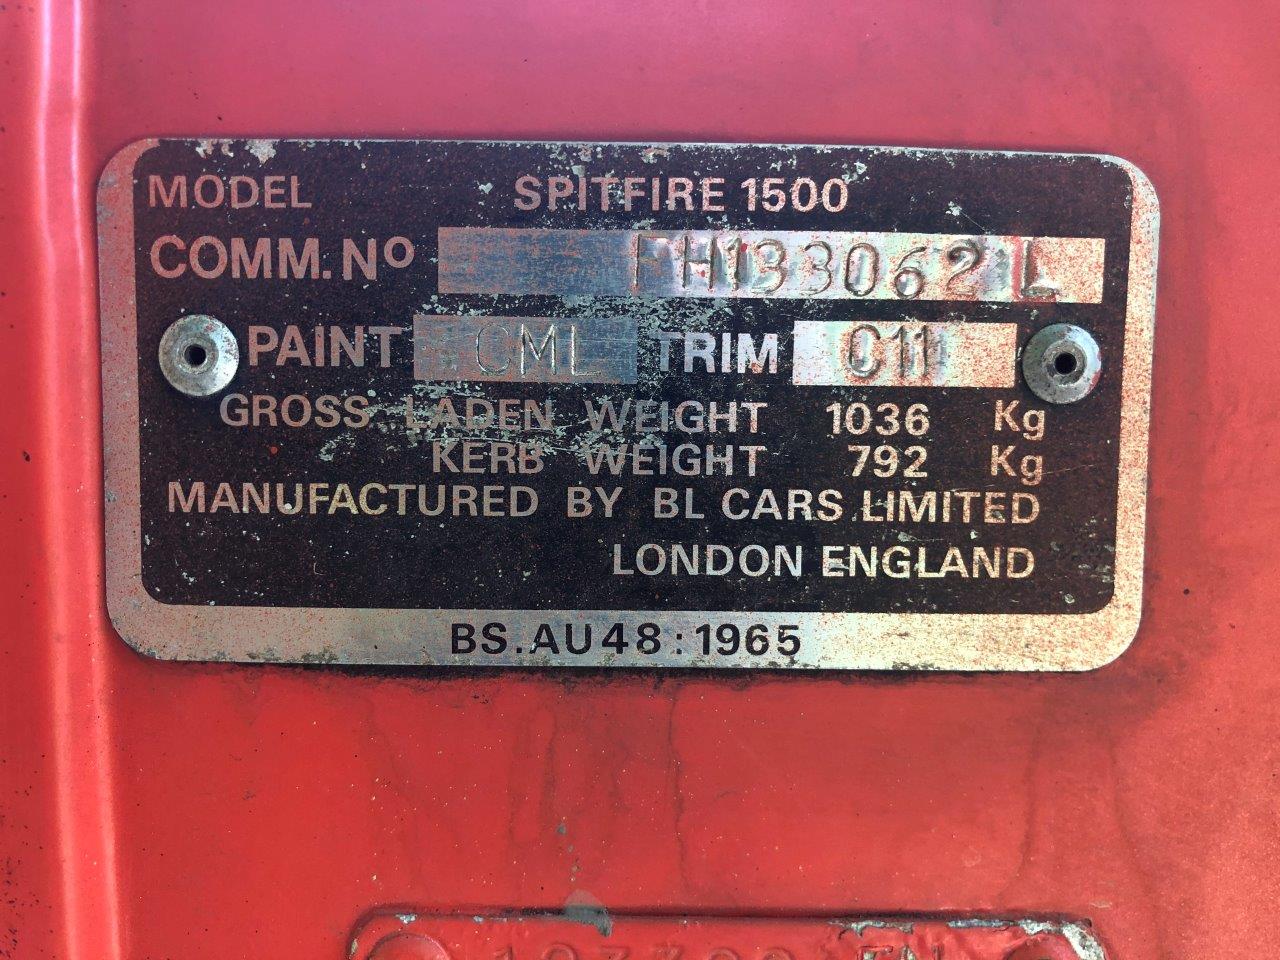 MODEL SPITFIRE 1500
COMM. Nº FH133062 L
PAINT CML TRIM C11
GROSS LADEN WEIGHT 1036 Kg
KERB WEIGHT 792 Kg
MANUFACTURED BY BL CARS LIMITED
LONDON ENGLAND
BS.AU48:1965